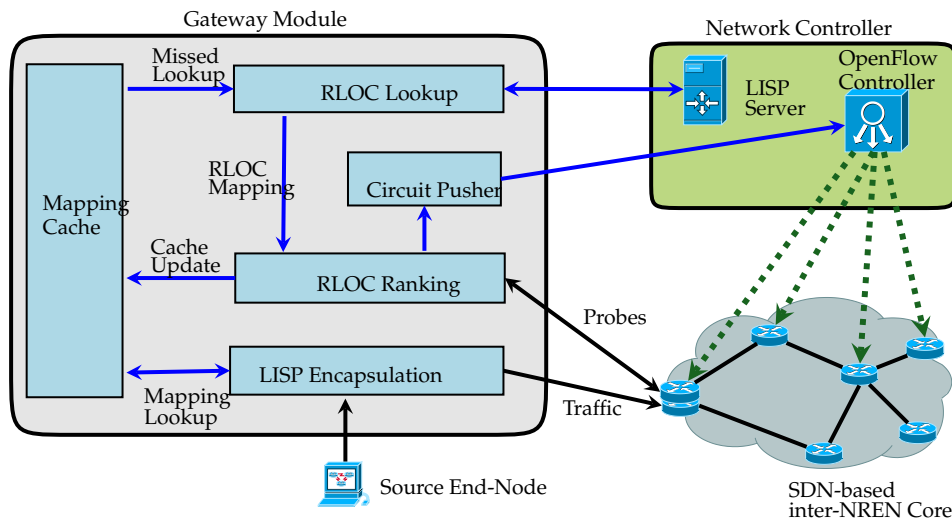 Gateway Module
Network Controller
Missed
Lookup
RLOC Lookup
OpenFlow
Controller
LISP
Server
RLOC
Mapping
Circuit Pusher
Mapping
Cache
Cache
Update
RLOC Ranking
Probes
LISP Encapsulation
Mapping
Lookup
Traffic
Source End-Node
SDN-based
inter-NREN Core